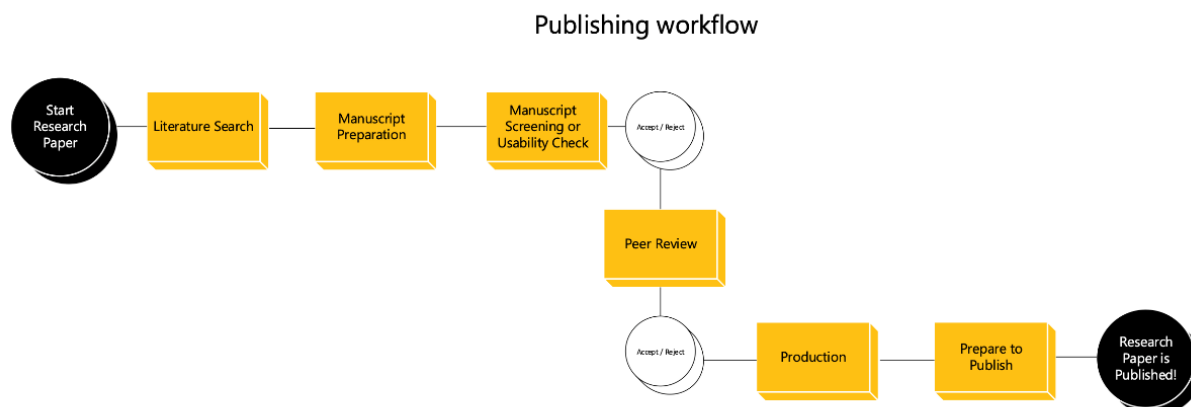 Publishing workflow
Start
Research
Paper
Literature Search
Manuscript
Preparation
Manuscript
Screening or
Usability Check
Accept / Reject
Peer Review
Accept / Reject
Production
Prepare to
Publish
Research
Paper is
Published!